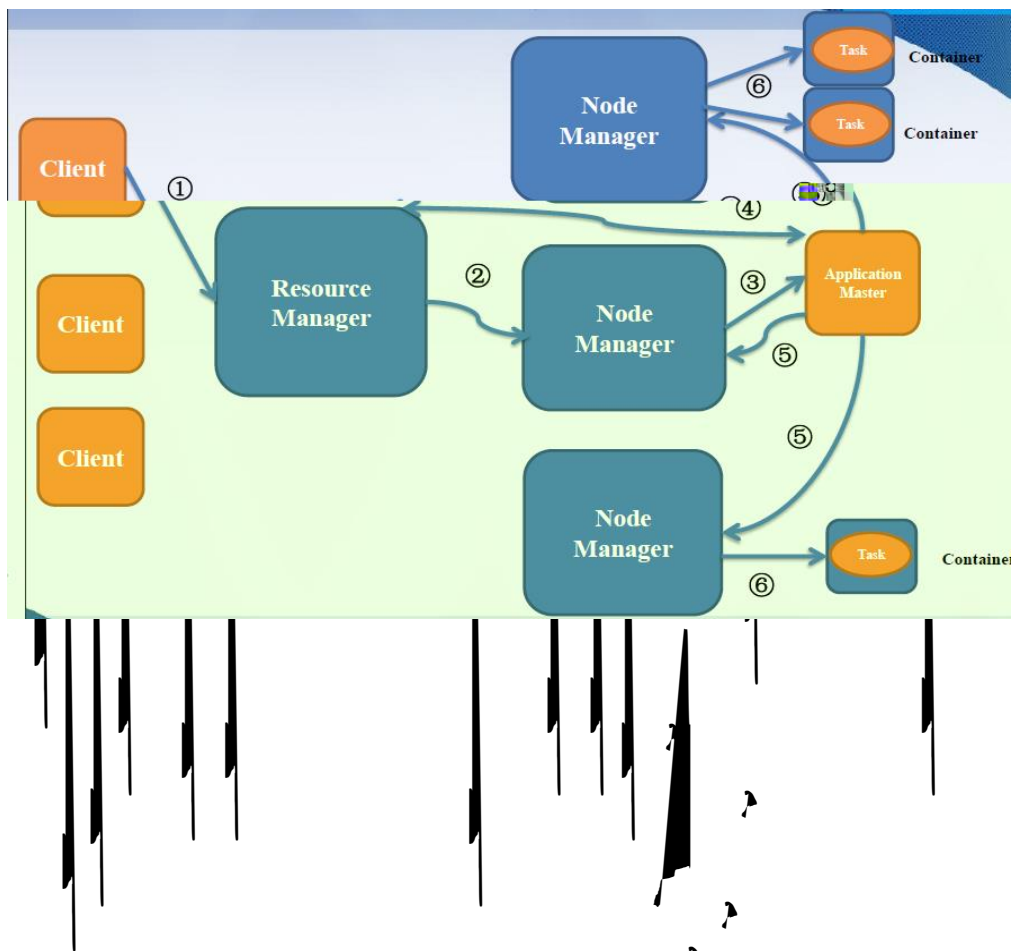 Task
Container
⑥
Node
Manager
Task
Container
Client
①
④
Resource
Manager
②
Node
Manager
③
Application
Master
Client
⑤
Client
⑤
Node
Manager
⑥
Task
Container